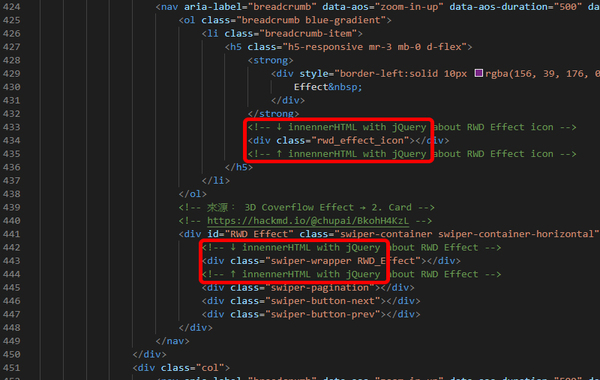 424 <nav aria-label="breadcrumb" data-aos="zoom-in-up" data-aos-duration="500" da
425 <ol class="breadcrumb blue-gradient">
426 <li class="breadcrumb-item">
427 <h5 class="h5-responsive mr-3 mb-0 d-flex">
428 <strong>
429 <div style="border-left:solid 10px rgba(156, 39, 176, 0
430 Effect&nbsp;
431 </div>
432 </strong>
433 <!-- ↓ innennerHTML with jQuery about RWD Effect icon -->
434 <div class="rwd_effect_icon"></div>
435 <!-- ↑ innennerHTML with jQuery about RWD Effect icon -->
436 </h5>
437 </li>
438 </ol>
439 <!-- 來源： 3D Coverflow Effect → 2. Card -->
440 <!-- https://hackmd.io/@chupai/BkohH4KzL -->
441 <div id="RWD Effect" class="swiper-container swiper-container-horizontal"
442 <!-- ↓ innennerHTML with jQuery about RWD Effect -->
443 <div class="swiper-wrapper RWD_Effect"></div>
444 <!-- ↑ innennerHTML with jQuery about RWD Effect -->
445 <div class="swiper-pagination"></div>
446 <div class="swiper-button-next"></div>
447 <div class="swiper-button-prev"></div>
448 </div>
449 </nav>
450 </div>
451 <div class="col">